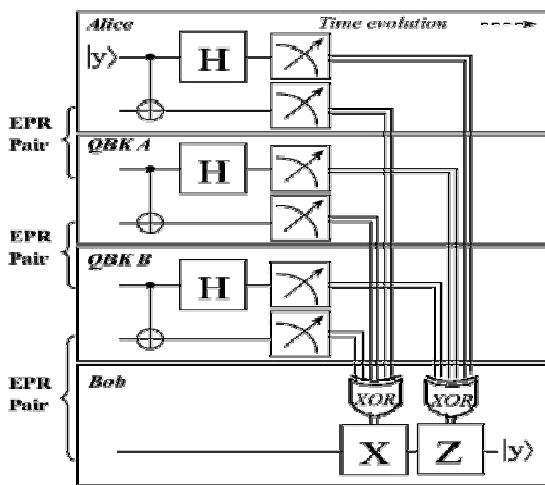 Alice
Time evolution
|y⟩
H
EPR
Pair
QBK A
H
EPR
Pair
QBK B
H
EPR
Pair
Bob
XOR
XOR
X
Z
|y⟩